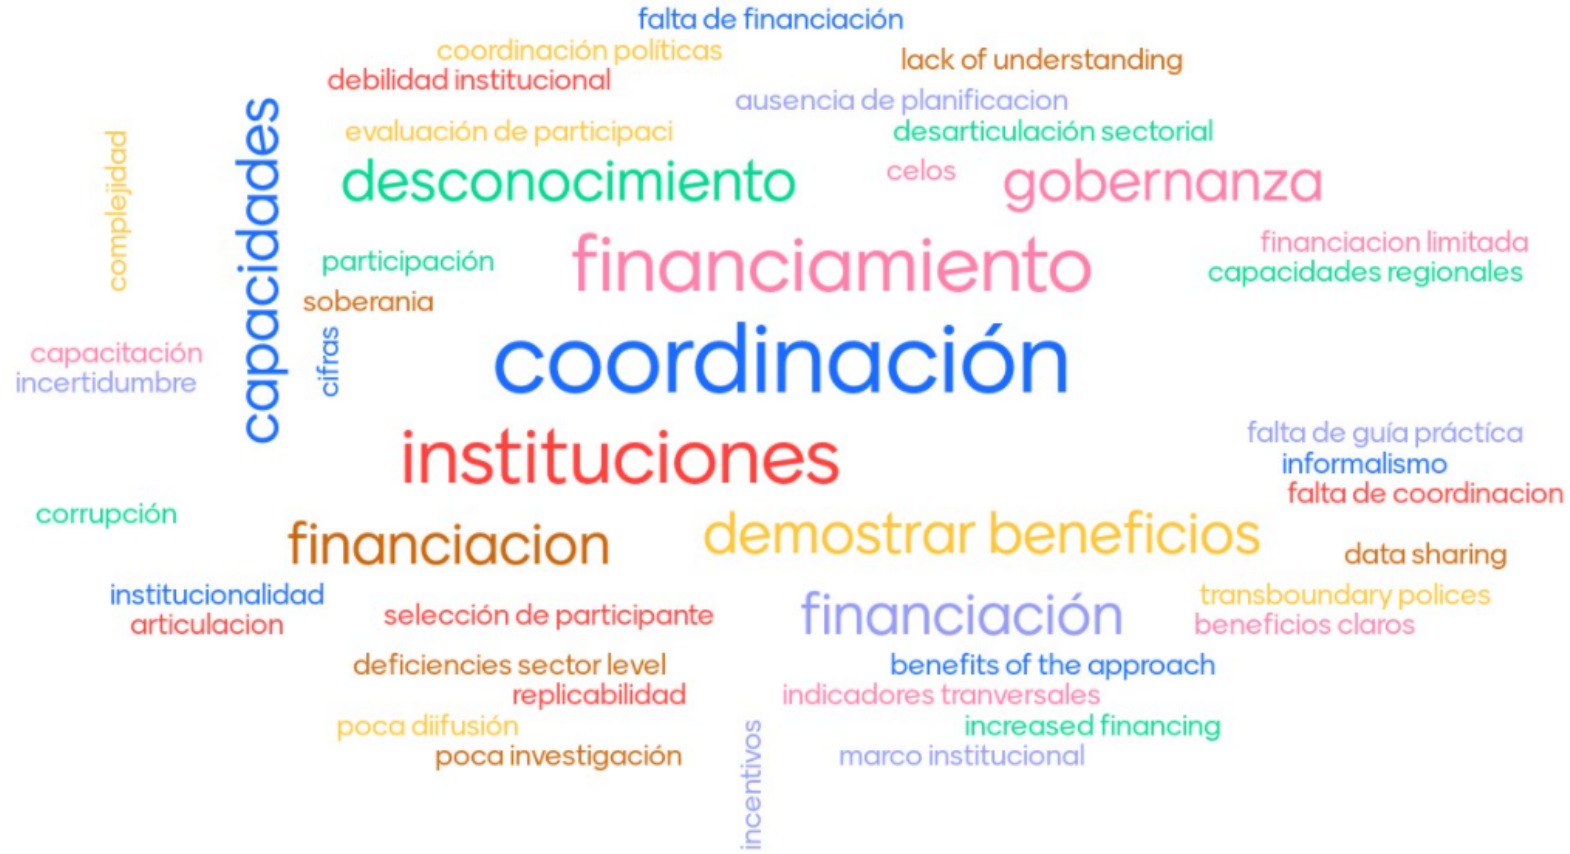 falta de financiación
coordinación políticas
lack of understanding
debilidad institucional
ausencia de planificacion
evaluación de participaci
desarticulación sectorial
complejidad
capacidades
desconocimiento
celos
gobernanza
financiamiento
financiacion limitada
participación
capacidades regionales
soberania
cifras
coordinación
capacitación
incertidumbre
instituciones
falta de guía práctíca
informalismo
falta de coordinacion
corrupción
financiacion
demostrar beneficios
data sharing
institucionalidad
articulacion
selección de participante
financiación
transboundary polices
beneficios claros
deficiencies sector level
benefits of the approach
replicabilidad
indicadores tranversales
poca diifusión
increased financing
poca investigación
marco institucional
incentivos